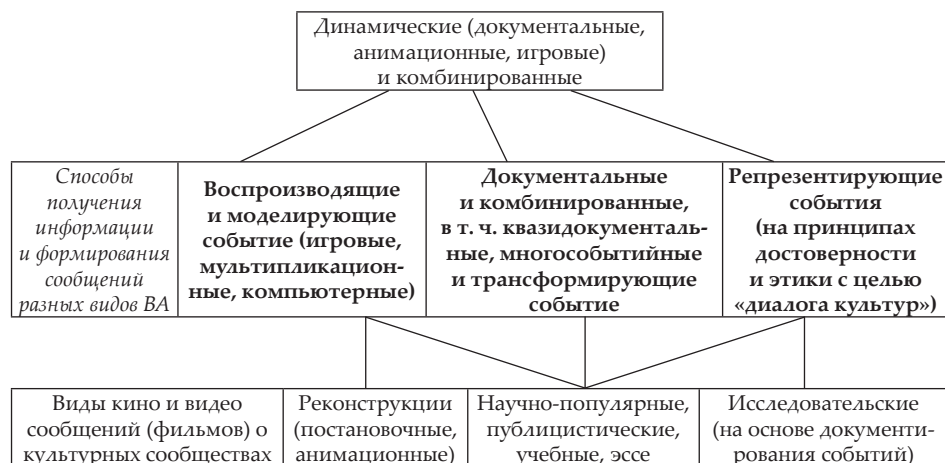 Динамические (документальные,
анимационные, игровые)
и комбинированные
Способы
получения
информации
и формирования
сообщений
разных видов ВА
Воспроизводящие
и моделирующие
событие (игровые,
мультипликацион-
ные, компьютерные)
Документальные
и комбинированные,
в т. ч. квазидокументаль-
ные, многособытийные
и трансформирующие
событие
Репрезентирующие
события
(на принципах
достоверности
и этики с целью
«диалога культур»)
Виды кино и видео
сообщений (фильмов) о
культурных сообществах
Реконструкции
(постановочные,
анимационные)
Научно-популярные,
публицистические,
учебные, эссе
Исследовательские
(на основе документи-
рования событий)